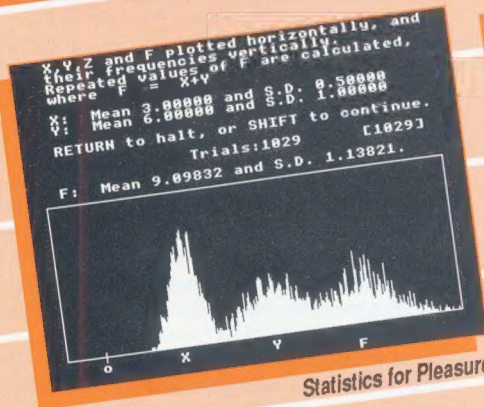 X,Y,Z and F plotted horizontally, and
their frequencies vertically.
Repeated values of F are calculated,
where F = X+Y
X: Mean 3.00000 and S.D. 0.50000
Y: Mean 6.00000 and S.D. 1.00000
RETURN to halt, or SHIFT to continue.
Trials:1029 [1029]
F: Mean 9.09832 and S.D. 1.13821.
0 X Y F
Statistics for Pleasure